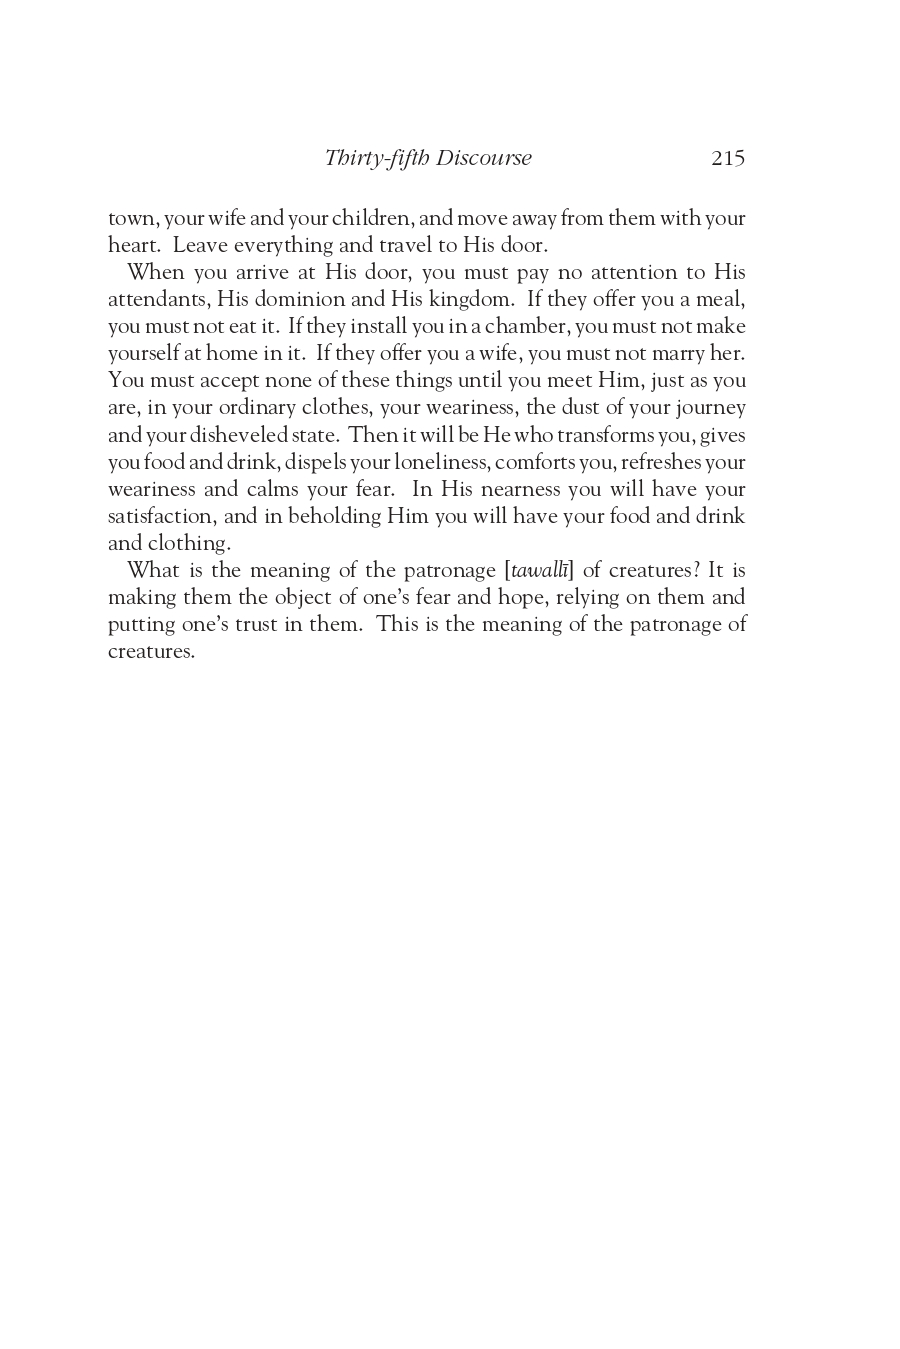 Thirty-fifth Discourse 215
town, your wife and your children, and move away from them with your
heart. Leave everything and travel to His door.
When you arrive at His door, you must pay no attention to His
attendants, His dominion and His kingdom. If they offer you a meal,
you must not eat it. If they install you in a chamber, you must not make
yourself at home in it. If they offer you a wife, you must not marry her.
You must accept none of these things until you meet Him, just as you
are, in your ordinary clothes, your weariness, the dust of your journey
and your disheveled state. Then it will be He who transforms you, gives
you food and drink, dispels your loneliness, comforts you, refreshes your
weariness and calms your fear. In His nearness you will have your
satisfaction, and in beholding Him you will have your food and drink
and clothing.
What is the meaning of the patronage [tawallī] of creatures? It is
making them the object of one's fear and hope, relying on them and
putting one's trust in them. This is the meaning of the patronage of
creatures.